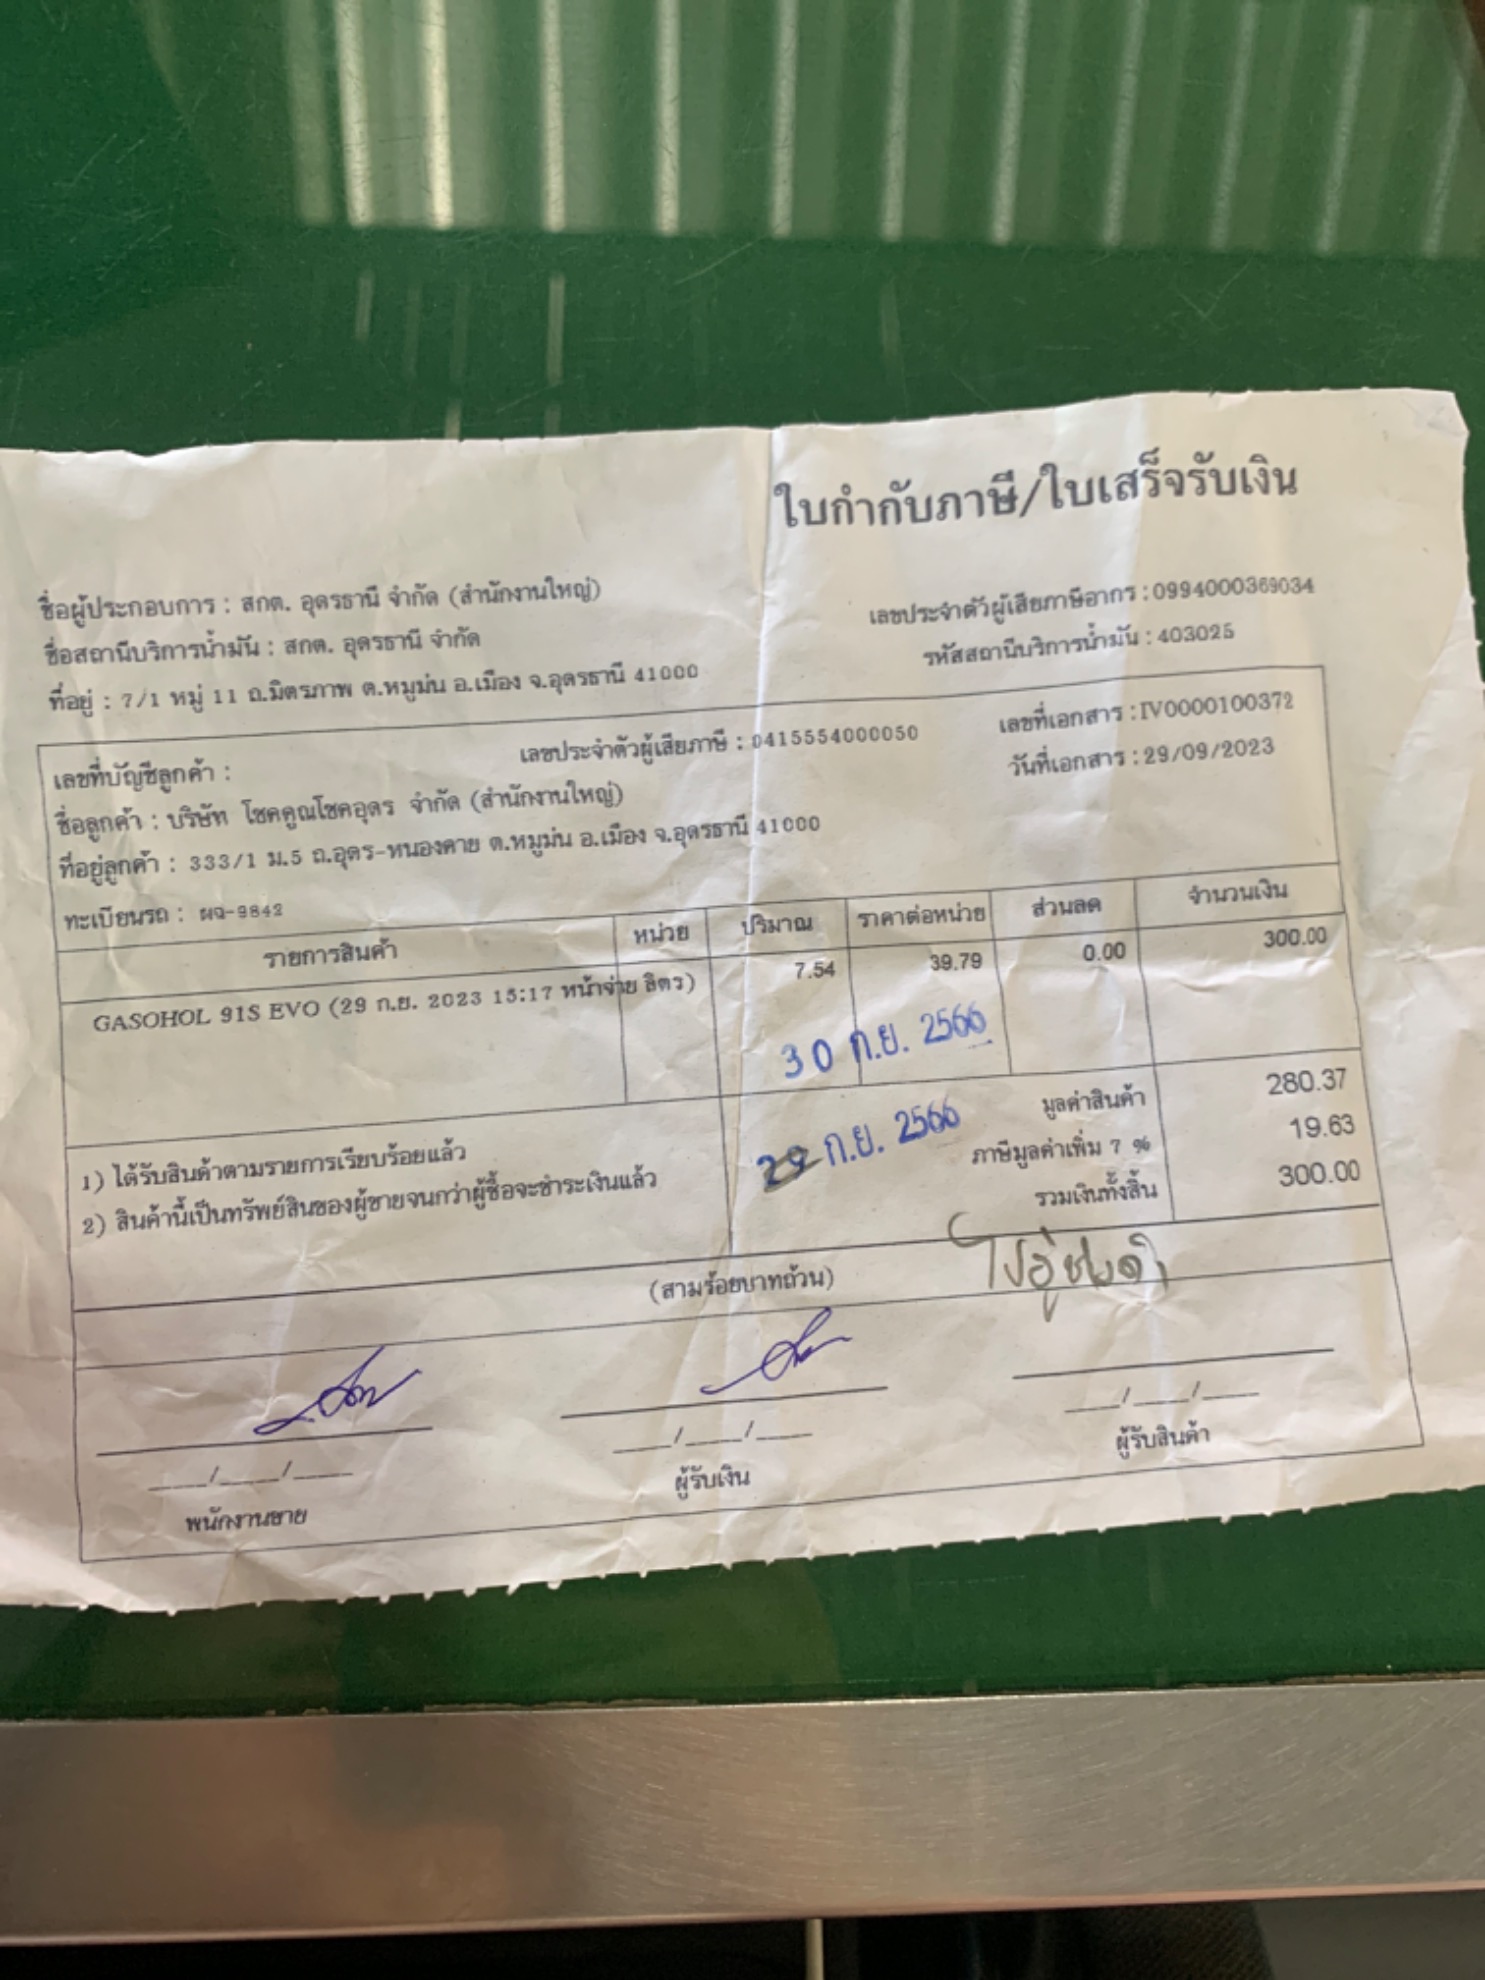 ใบกำกับภาษี/ใบเสร็จรับเงิน
ชื่อผู้ประกอบการ : สกต. อุดรธานี จำกัด (สำนักงานใหญ่)
เลขประจำตัวผู้เสียภาษีอากร : 0994000369034
ชื่อสถานีบริการน้ำมัน : สกต. อุดรธานี จำกัด
รหัสสถานีบริการน้ำมัน : 403025
ที่อยู่ : 7/1 หมู่ 11 ถ.มิตรภาพ ต.หมูม่น อ.เมือง จ.อุดรธานี 41000
เลขที่บัญชีลูกค้า : เลขประจำตัวผู้เสียภาษี : 0415554000050 เลขที่เอกสาร : IV0000100372
ชื่อลูกค้า : บริษัท โชคคูณโชคอุดร จำกัด (สำนักงานใหญ่) วันที่เอกสาร : 29/09/2023
ที่อยู่ลูกค้า : 333/1 ม.5 ถ.อุดร-หนองคาย ต.หมูม่น อ.เมือง จ.อุดรธานี 41000
ทะเบียนรถ : ผฉ-9842
รายการสินค้า หน่วย ปริมาณ ราคาต่อหน่วย ส่วนลด จำนวนเงิน
GASOHOL 91S EVO (29 ก.ย. 2023 15:17 หน้าจ่าย ลิตร) 7.54 39.79 0.00 300.00
30 ก.ย. 2566
29 ก.ย. 2566
มูลค่าสินค้า 280.37
1) ได้รับสินค้าตามรายการเรียบร้อยแล้ว ภาษีมูลค่าเพิ่ม 7 % 19.63
2) สินค้านี้เป็นทรัพย์สินของผู้ขายจนกว่าผู้ซื้อจะชำระเงินแล้ว รวมเงินทั้งสิ้น 300.00
(สามร้อยบาทถ้วน)
___/___/___ ___/___/___ ___/___/___
พนักงานขาย ผู้รับเงิน ผู้รับสินค้า